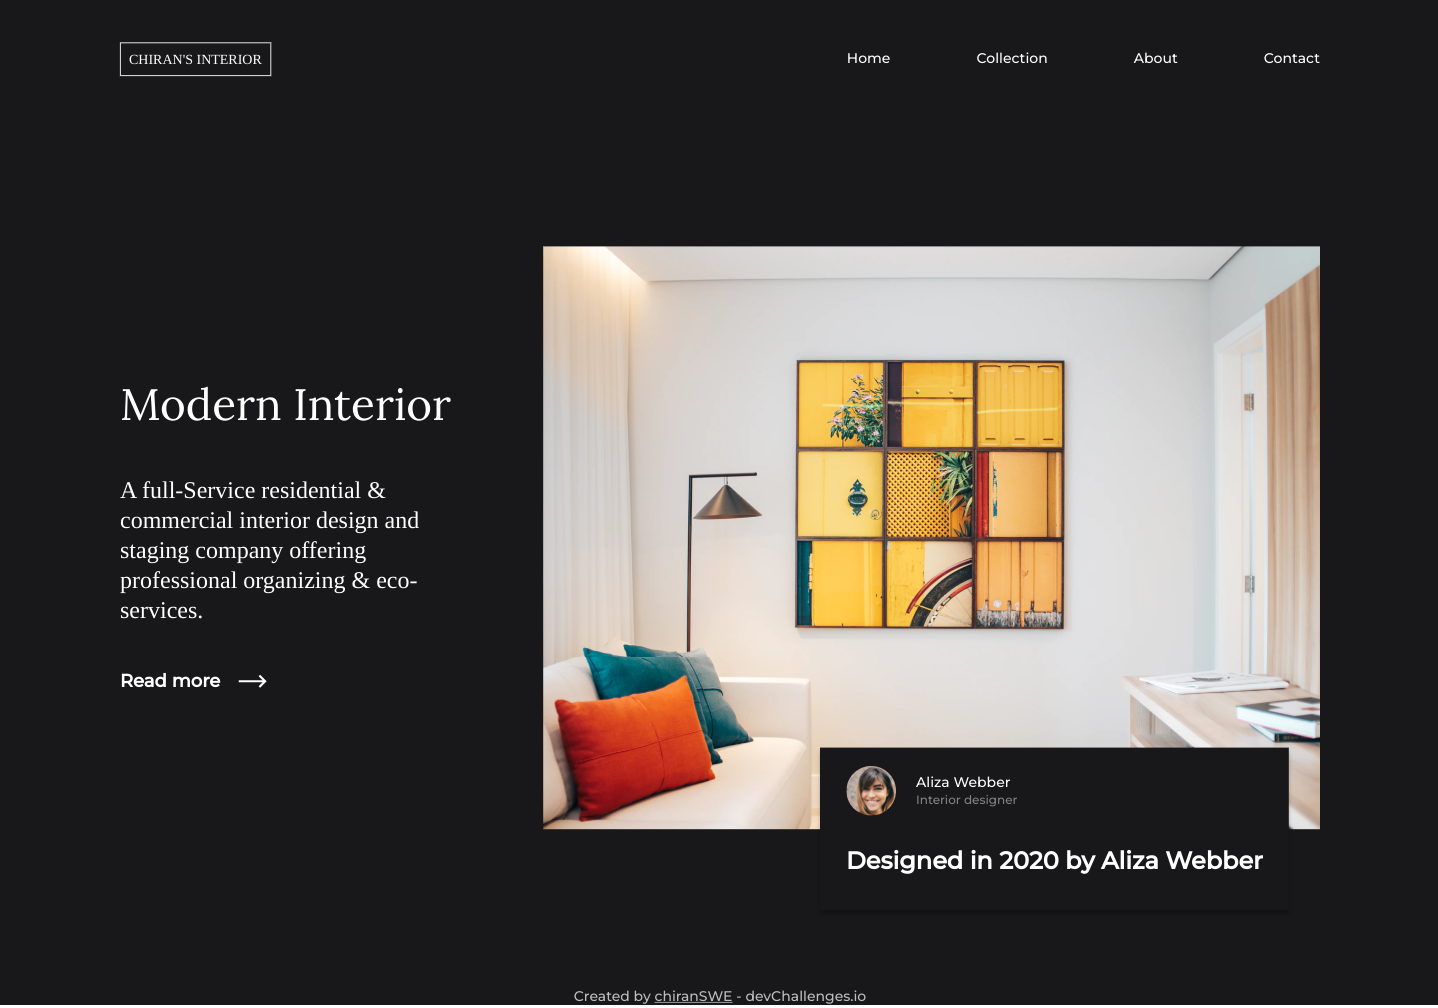 CHIRAN'S INTERIOR
Home Collection About Contact
Modern Interior
A full-Service residential &
commercial interior design and
staging company offering
professional organizing & eco-
services.
Read more
Aliza Webber
Interior designer
Designed in 2020 by Aliza Webber
Created by chiranSWE - devChallenges.io